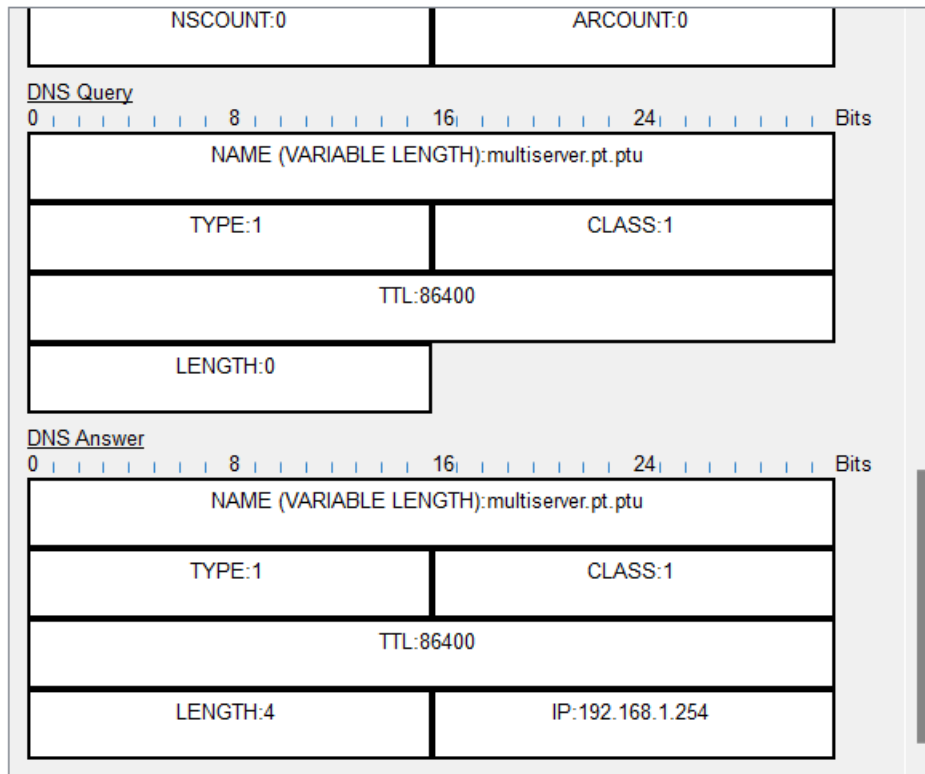 NSCOUNT:0 ARCOUNT:0
DNS Query
0 8 16 24 Bits
NAME (VARIABLE LENGTH):multiserver.pt.ptu
TYPE:1 CLASS:1
TTL:86400
LENGTH:0
DNS Answer
0 8 16 24 Bits
NAME (VARIABLE LENGTH):multiserver.pt.ptu
TYPE:1 CLASS:1
TTL:86400
LENGTH:4 IP:192.168.1.254